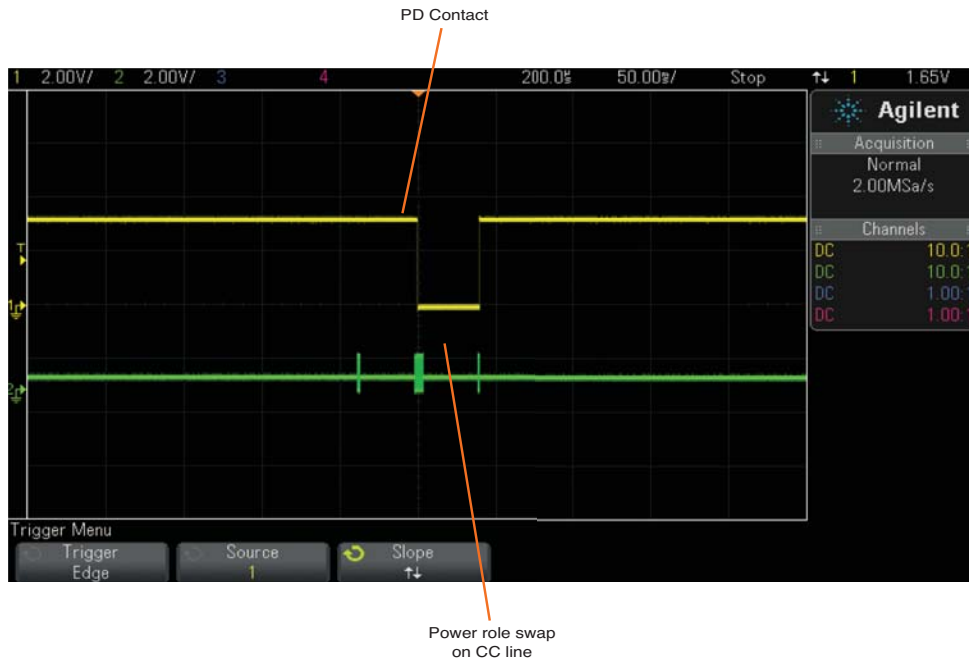 PD Contact
1 2.00V/ 2 2.00V/ 3 4 200.0㎲ 50.00㎳/ Stop ↑↓ 1 1.65V
Agilent
Acquisition
Normal
2.00MSa/s
Channels
DC 10.0:1
DC 10.0:1
DC 1.00:1
DC 1.00:1
T
1
2
Trigger Menu
Trigger
Edge
Source
1
Slope
↑↓
Power role swap
on CC line